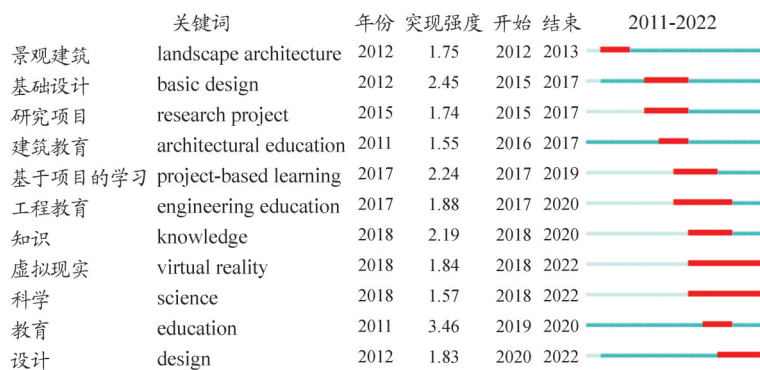 关键词 年份 突现强度 开始 结束 2011-2022
景观建筑 landscape architecture 2012 1.75 2012 2013
基础设计 basic design 2012 2.45 2015 2017
研究项目 research project 2015 1.74 2015 2017
建筑教育 architectural education 2011 1.55 2016 2017
基于项目的学习 project-based learning 2017 2.24 2017 2019
工程教育 engineering education 2017 1.88 2017 2020
知识 knowledge 2018 2.19 2018 2020
虚拟现实 virtual reality 2018 1.84 2018 2022
科学 science 2018 1.57 2018 2022
教育 education 2011 3.46 2019 2020
设计 design 2012 1.83 2020 2022